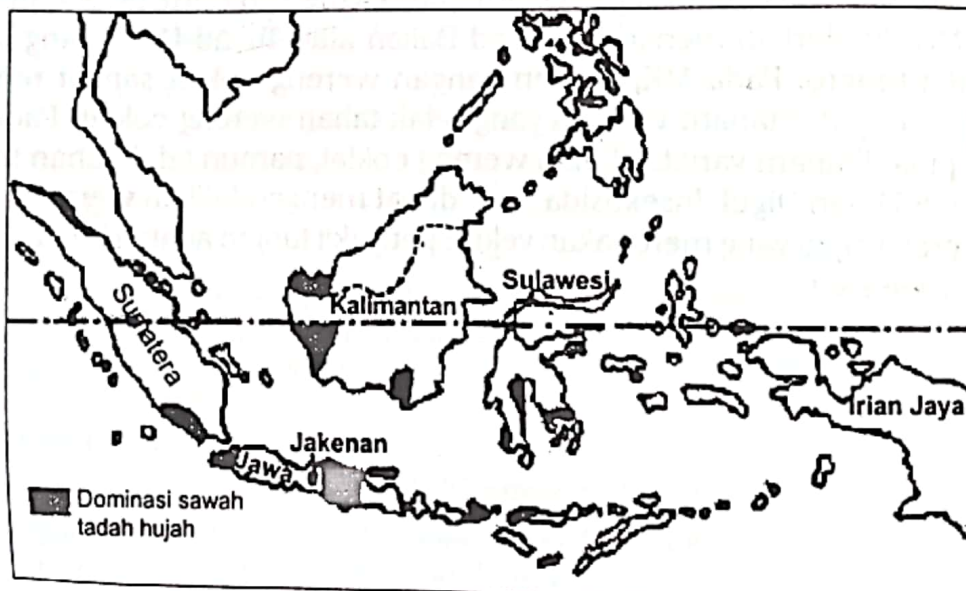 Sumatera
Kalimantan
Sulawesi
Irian Jaya
Jakenan
Jawa
Dominasi sawah
tadah hujah